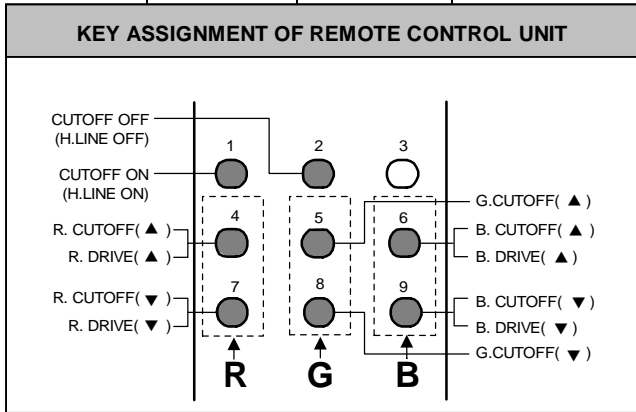 KEY ASSIGNMENT OF REMOTE CONTROL UNIT
CUTOFF OFF
(H.LINE OFF)
CUTOFF ON
(H.LINE ON)
1
2
3
R. CUTOFF( ▲ )
R. DRIVE( ▲ )
4
5
6
G.CUTOFF( ▲ )
B. CUTOFF( ▲ )
B. DRIVE( ▲ )
R. CUTOFF( ▼ )
R. DRIVE( ▼ )
7
8
9
B. CUTOFF( ▼ )
B. DRIVE( ▼ )
G.CUTOFF( ▼ )
R
G
B